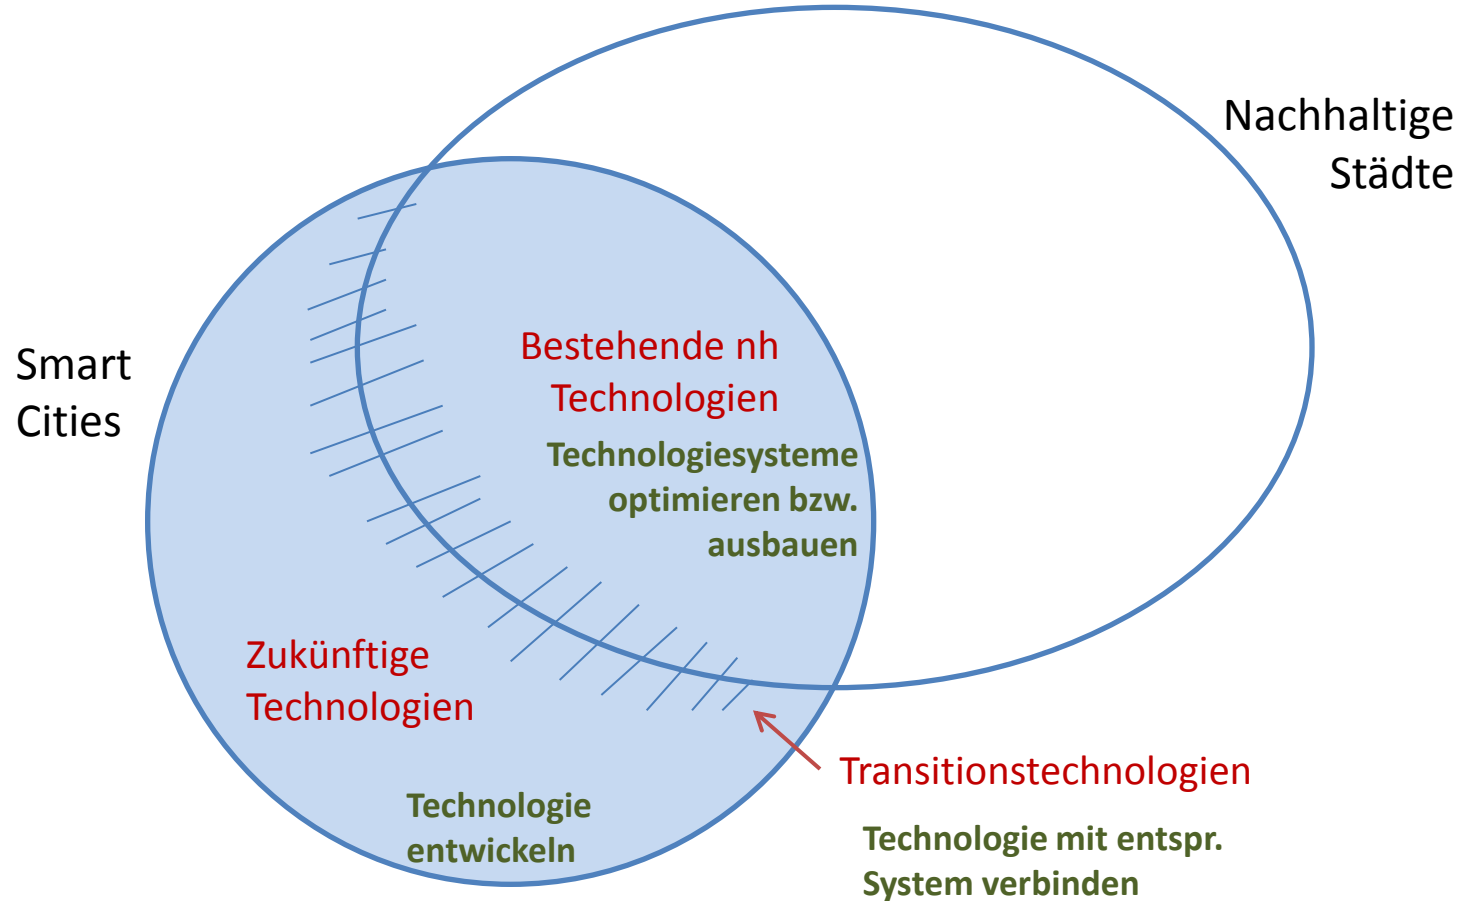 Nachhaltige
Städte
Smart
Cities
Bestehende nh
Technologien
Technologiesysteme
optimieren bzw.
ausbauen
Zukünftige
Technologien
Technologie
entwickeln
Transitionstechnologien
Technologie mit entspr.
System verbinden